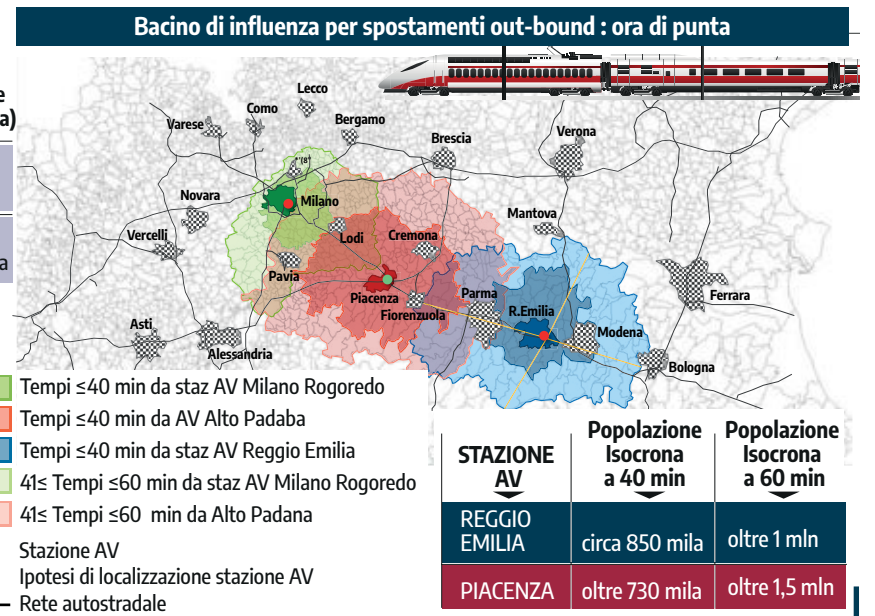 Bacino di influenza per spostamenti out-bound : ora di punta
e
a)
a
Lecco
Como
Varese
Bergamo
Brescia
Verona
Novara
Milano
Mantova
Vercelli
Lodi
Cremona
Pavia
Piacenza
Parma
Ferrara
Fiorenzuola
R.Emilia
Modena
Asti
Alessandria
Bologna
Tempi ≤40 min da staz AV Milano Rogoredo
Tempi ≤40 min da AV Alto Padaba
Tempi ≤40 min da staz AV Reggio Emilia
41≤ Tempi ≤60 min da staz AV Milano Rogoredo
41≤ Tempi ≤60 min da Alto Padana
Stazione AV
Ipotesi di localizzazione stazione AV
Rete autostradale
STAZIONE AV
Popolazione Isocrona a 40 min
Popolazione Isocrona a 60 min
REGGIO EMILIA
circa 850 mila
oltre 1 mln
PIACENZA
oltre 730 mila
oltre 1,5 mln